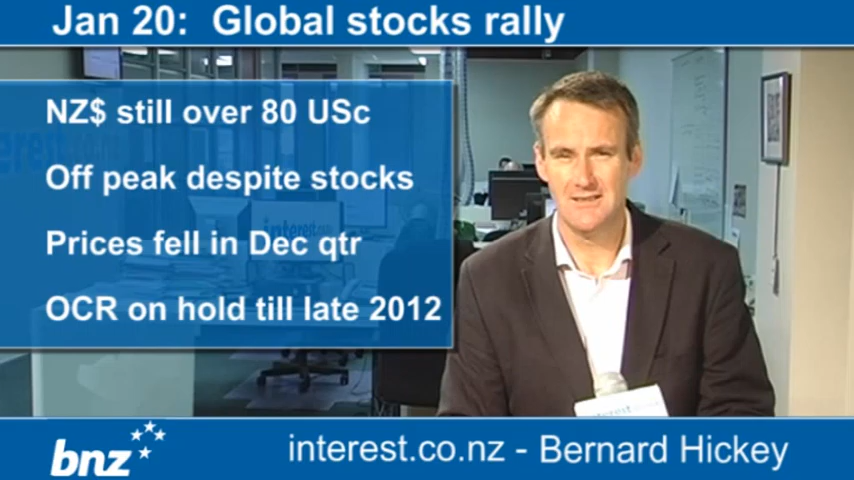 Jan 20: Global stocks rally
NZ$ still over 80 USc
Off peak despite stocks
Prices fell in Dec qtr
OCR on hold till late 2012
interest
bnz
interest.co.nz - Bernard Hickey